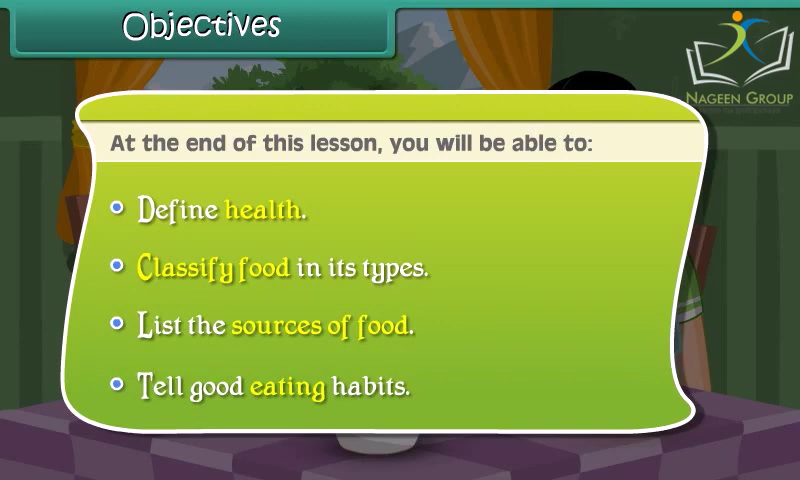 Objectives
NAGEEN GROUP
At the end of this lesson, you will be able to:
Define health.
Classify food in its types.
List the sources of food.
Tell good eating habits.